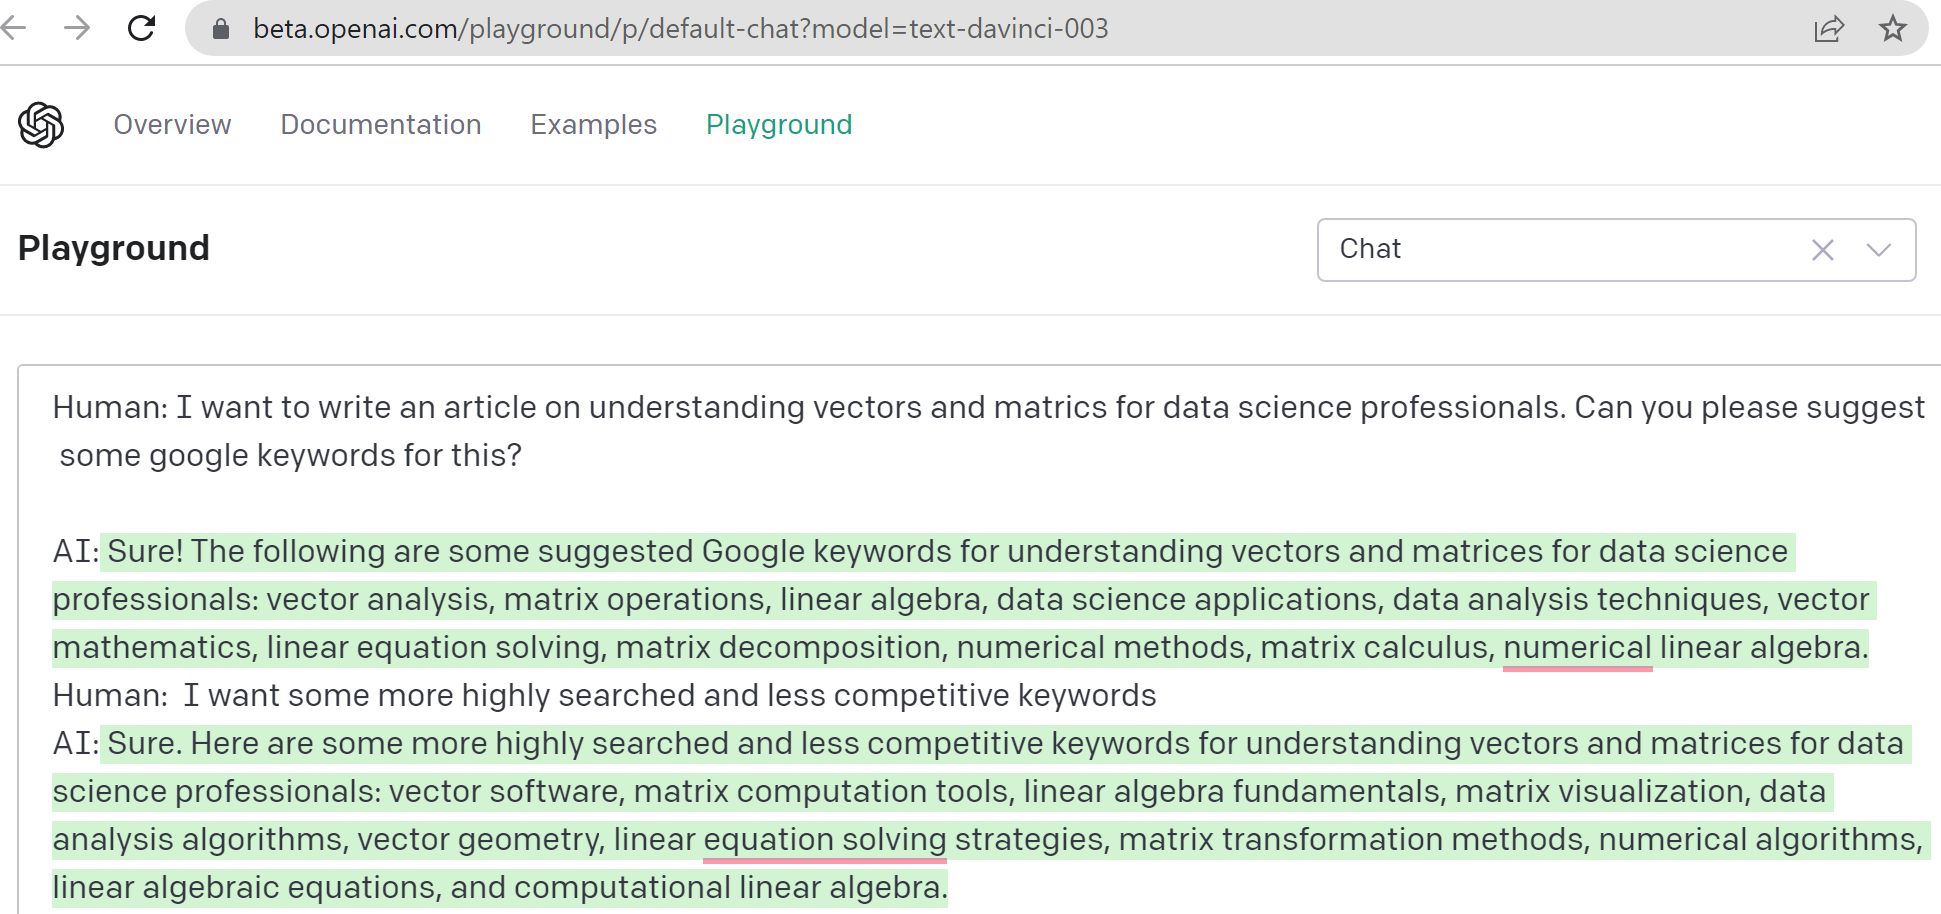 beta.openai.com/playground/p/default-chat?model=text-davinci-003
Overview Documentation Examples Playground
Playground
Chat
Human: I want to write an article on understanding vectors and matrics for data science professionals. Can you please suggest
some google keywords for this?
AI: Sure! The following are some suggested Google keywords for understanding vectors and matrices for data science
professionals: vector analysis, matrix operations, linear algebra, data science applications, data analysis techniques, vector
mathematics, linear equation solving, matrix decomposition, numerical methods, matrix calculus, numerical linear algebra.
Human: I want some more highly searched and less competitive keywords
AI: Sure. Here are some more highly searched and less competitive keywords for understanding vectors and matrices for data
science professionals: vector software, matrix computation tools, linear algebra fundamentals, matrix visualization, data
analysis algorithms, vector geometry, linear equation solving strategies, matrix transformation methods, numerical algorithms,
linear algebraic equations, and computational linear algebra.